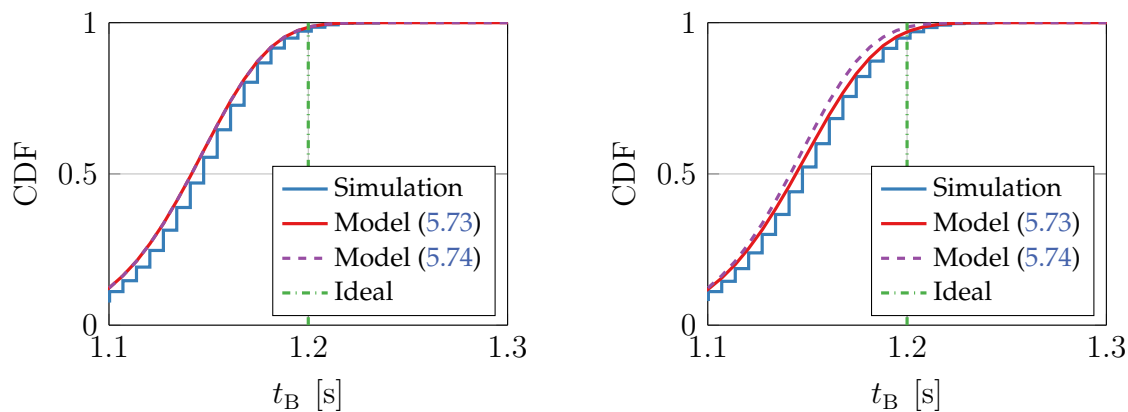 1
0.5
0
CDF
1.1
1.2
1.3
t_B [s]
Simulation
Model (5.73)
Model (5.74)
Ideal
1
0.5
0
CDF
1.1
1.2
1.3
t_B [s]
Simulation
Model (5.73)
Model (5.74)
Ideal